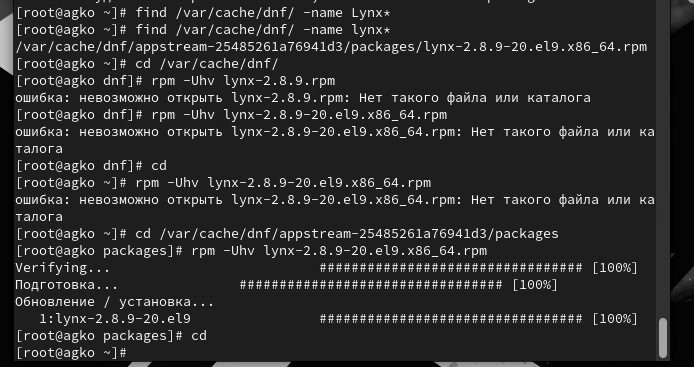 [root@agko ~]# find /var/cache/dnf/ -name Lynx*
[root@agko ~]# find /var/cache/dnf/ -name lynx*
/var/cache/dnf/appstream-25485261a76941d3/packages/lynx-2.8.9-20.el9.x86_64.rpm
[root@agko ~]# cd /var/cache/dnf/
[root@agko dnf]# rpm -Uhv lynx-2.8.9.rpm
ошибка: невозможно открыть lynx-2.8.9.rpm: Нет такого файла или каталога
[root@agko dnf]# rpm -Uhv lynx-2.8.9-20.el9.x86_64.rpm
ошибка: невозможно открыть lynx-2.8.9-20.el9.x86_64.rpm: Нет такого файла или ка
талога
[root@agko dnf]# cd
[root@agko ~]# rpm -Uhv lynx-2.8.9-20.el9.x86_64.rpm
ошибка: невозможно открыть lynx-2.8.9-20.el9.x86_64.rpm: Нет такого файла или ка
талога
[root@agko ~]# cd /var/cache/dnf/appstream-25485261a76941d3/packages
[root@agko packages]# rpm -Uhv lynx-2.8.9-20.el9.x86_64.rpm
Verifying... ################################# [100%]
Подготовка... ################################# [100%]
Обновление / установка...
1:lynx-2.8.9-20.el9 ################################# [100%]
[root@agko packages]# cd
[root@agko ~]#